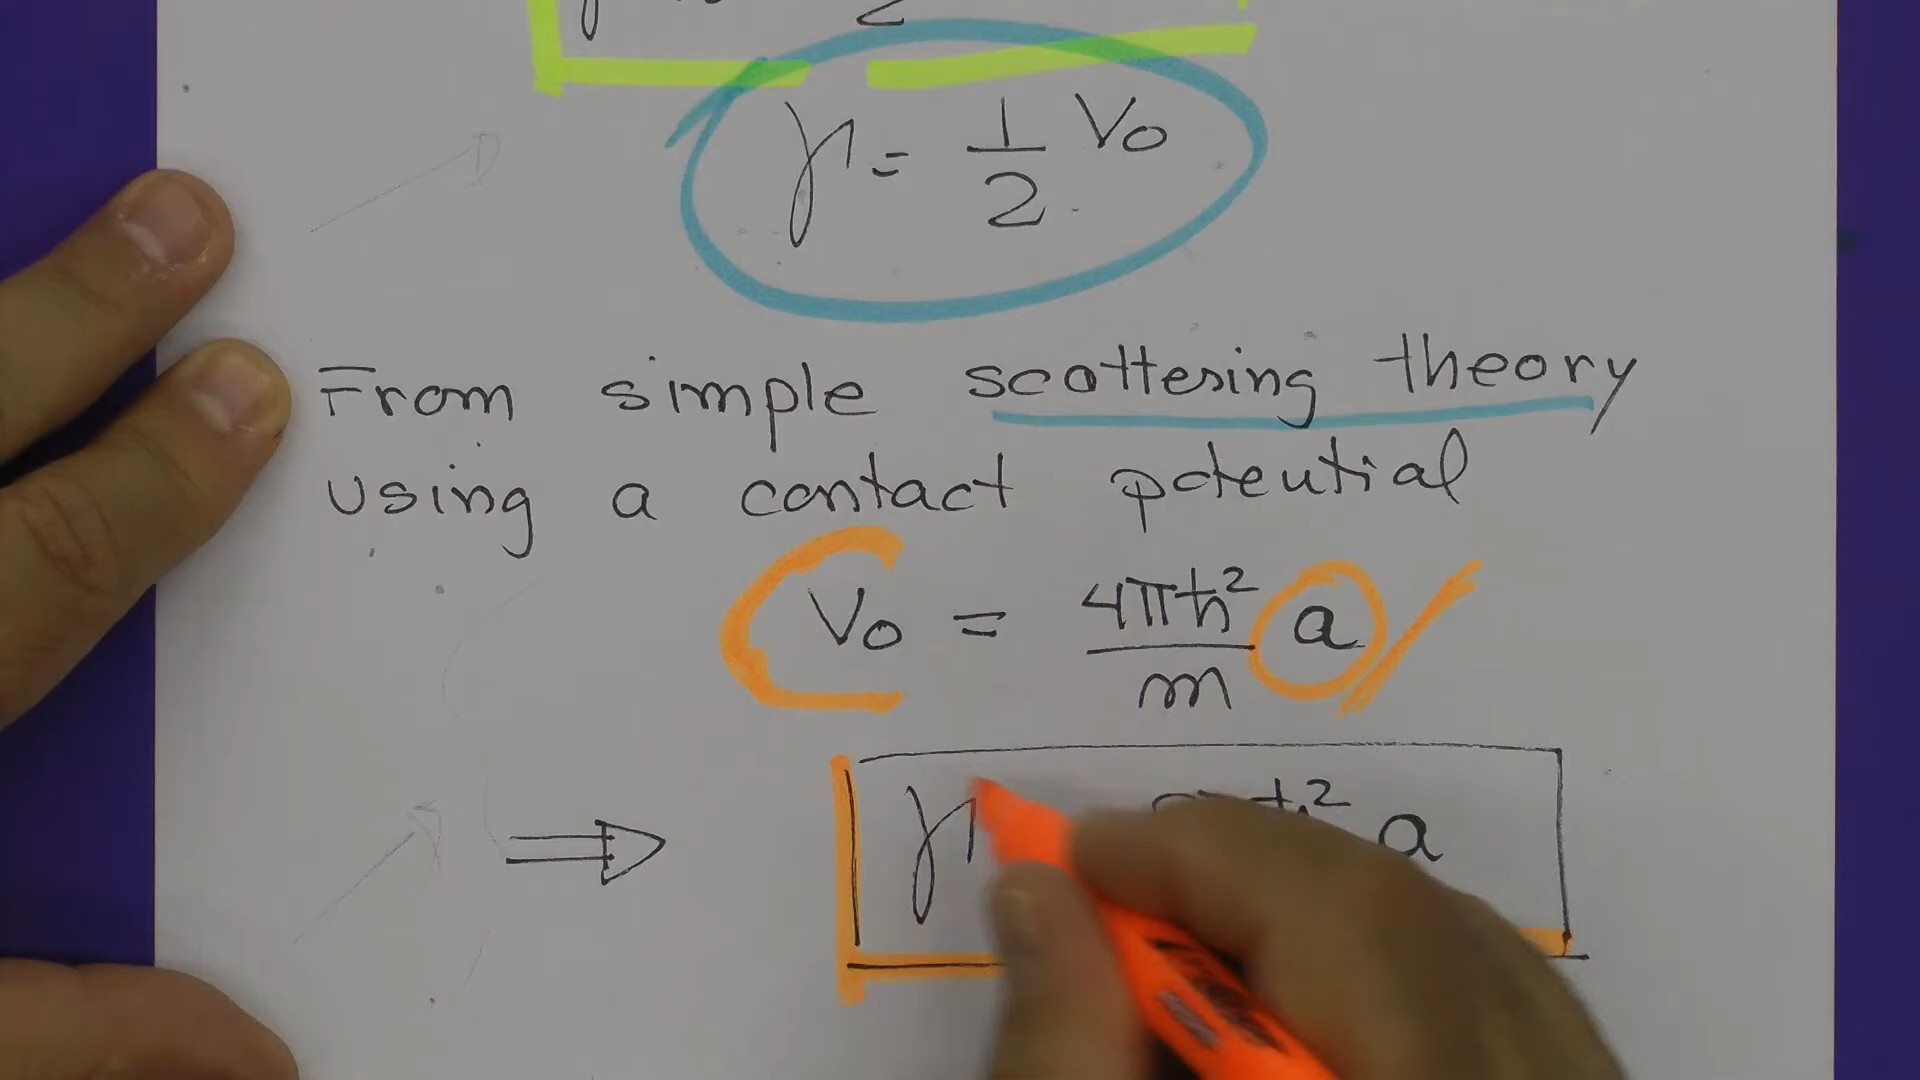 γ = 1/2 V0
From simple scattering theory
using a contact potential
V0 = 4πħ²/m a
⇒ γ ħ² a